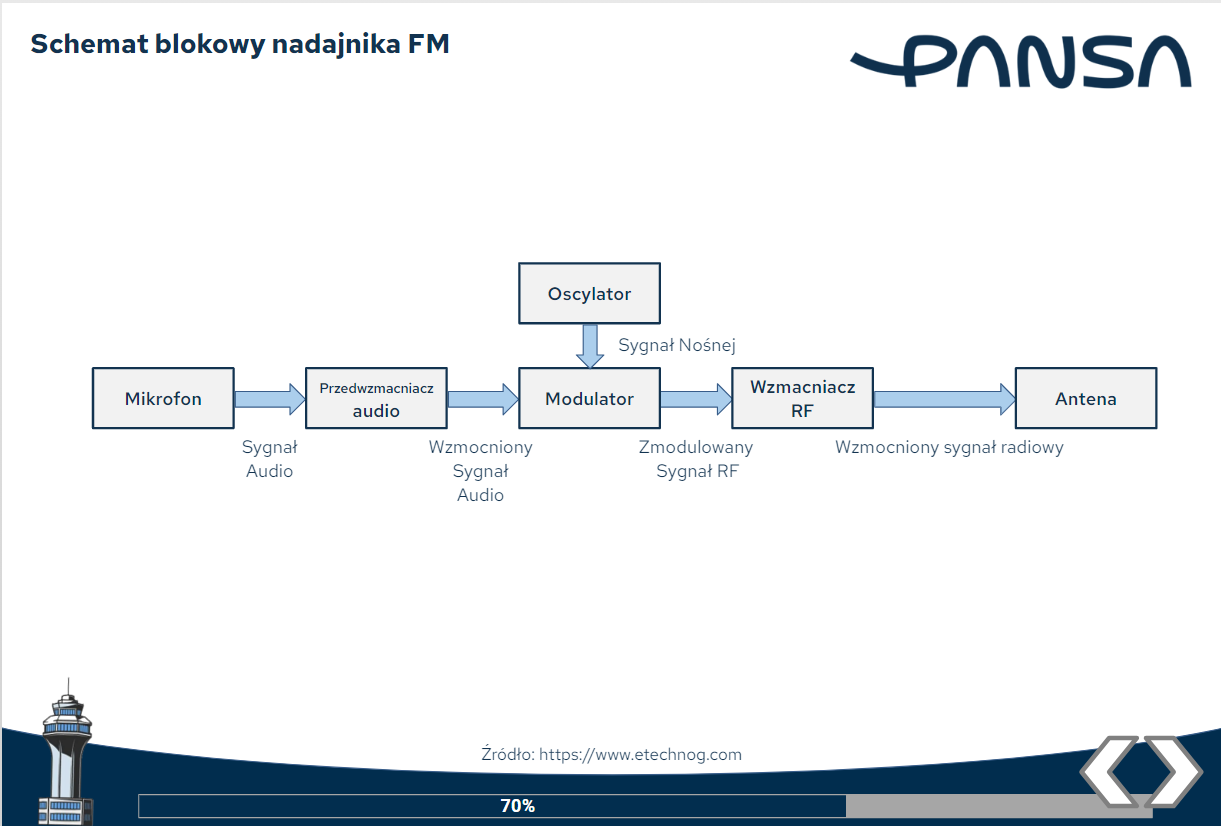 Schemat blokowy nadajnika FM
PANSA
Oscylator
Sygnał Nośnej
Mikrofon
Przedwzmacniacz
audio
Modulator
Wzmacniacz
RF
Antena
Sygnał
Audio
Wzmocniony
Sygnał
Audio
Zmodulowany
Sygnał RF
Wzmocniony sygnał radiowy
Źródło: https://www.etechnog.com
70%